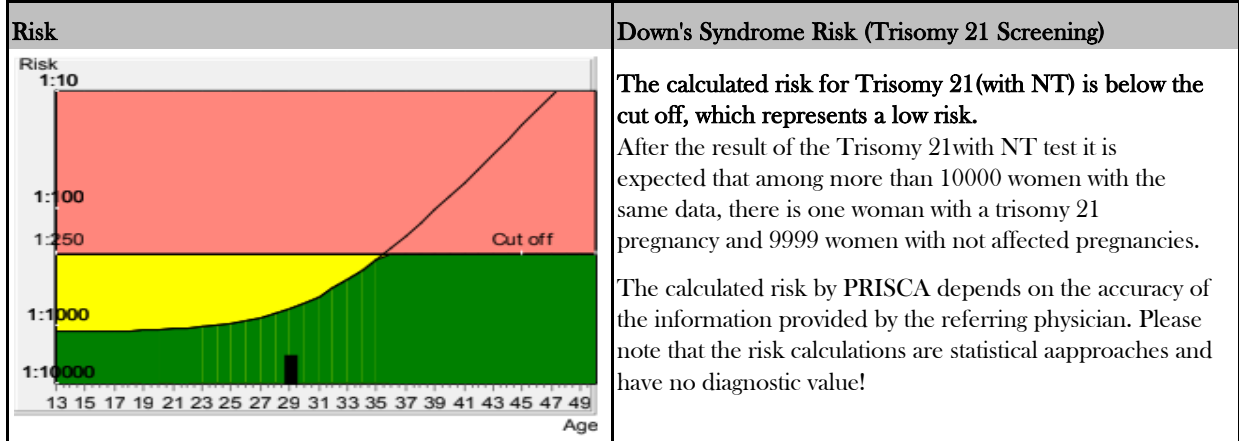 Risk
Down's Syndrome Risk (Trisomy 21 Screening)
Risk
1:10
1:100
1:250
Cut off
1:1000
1:10000
13 15 17 19 21 23 25 27 29 31 33 35 37 39 41 43 45 47 49
Age
The calculated risk for Trisomy 21(with NT) is below the
cut off, which represents a low risk.
After the result of the Trisomy 21with NT test it is
expected that among more than 10000 women with the
same data, there is one woman with a trisomy 21
pregnancy and 9999 women with not affected pregnancies.
The calculated risk by PRISCA depends on the accuracy of
the information provided by the referring physician. Please
note that the risk calculations are statistical aapproaches and
have no diagnostic value!